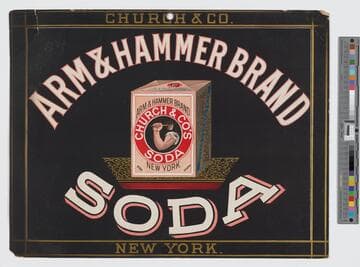 CHURCH & CO.
ARM & HAMMER BRAND
ARM & HAMMER BRAND
CHURCH & CO'S
SODA
NEW YORK
SODA
NEW YORK.